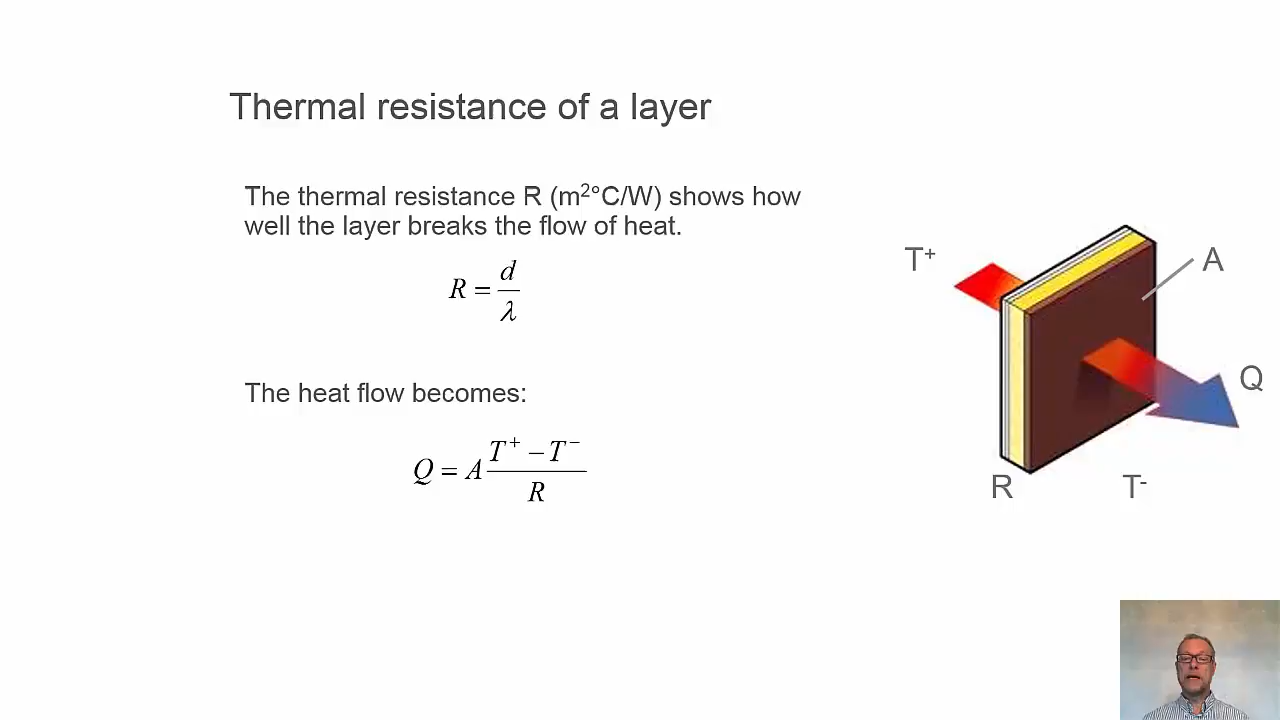 Thermal resistance of a layer
The thermal resistance R (m²°C/W) shows how
well the layer breaks the flow of heat.
R = d/λ
The heat flow becomes:
Q = A (T⁺ − T⁻)/R
T⁺
A
Q
R
T⁻